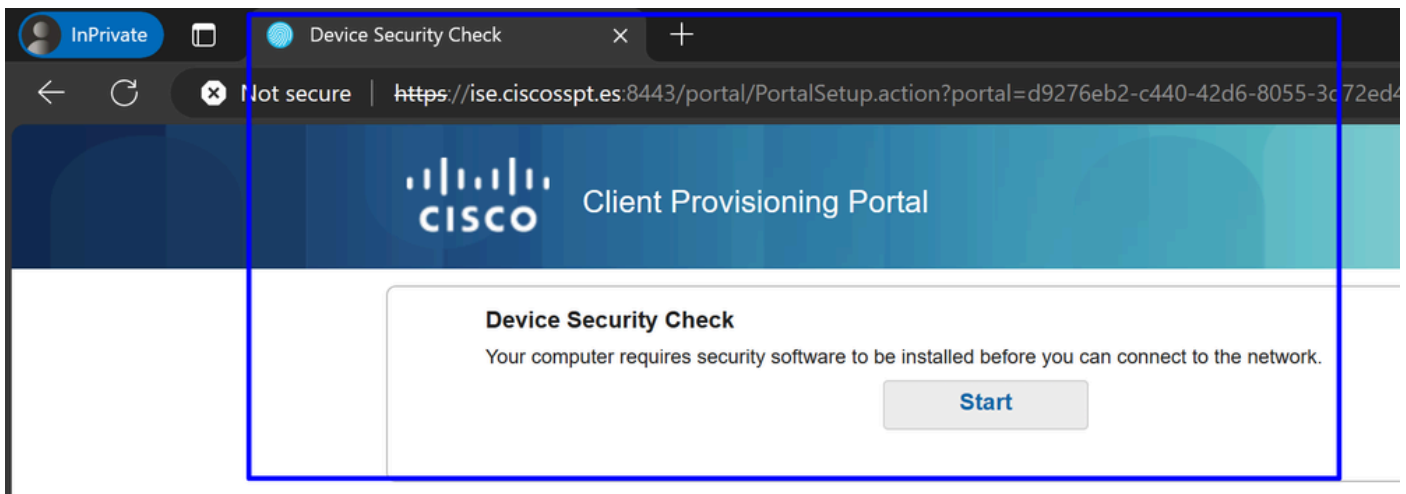 InPrivate
Device Security Check
Not secure
https://ise.ciscosspt.es:8443/portal/PortalSetup.action?portal=d9276eb2-c440-42d6-8055-3d72ed4
CISCO
Client Provisioning Portal
Device Security Check
Your computer requires security software to be installed before you can connect to the network.
Start